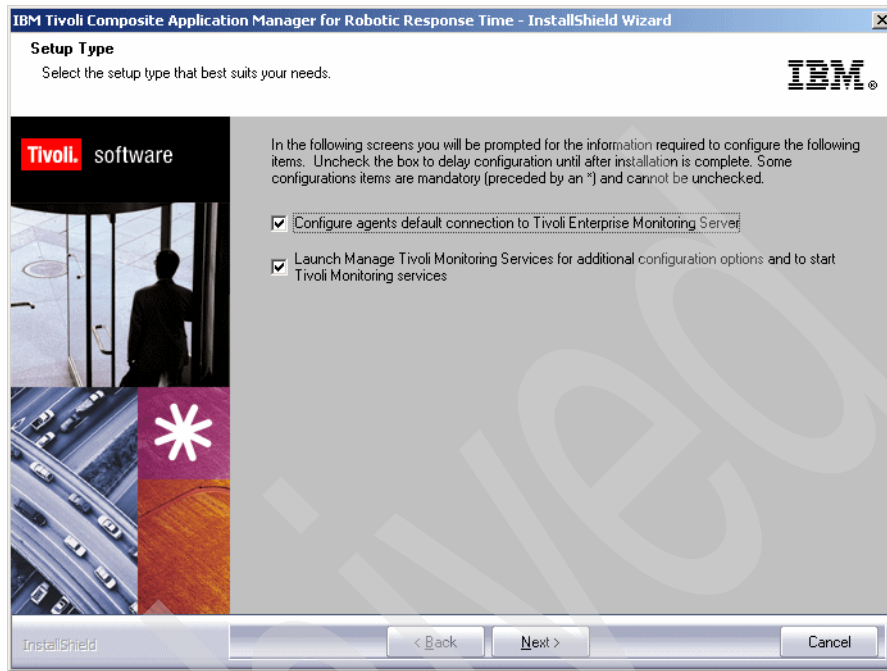 IBM Tivoli Composite Application Manager for Robotic Response Time - InstallShield Wizard
Setup Type
Select the setup type that best suits your needs.
IBM®
Tivoli. software
In the following screens you will be prompted for the information required to configure the following
items. Uncheck the box to delay configuration until after installation is complete. Some
configurations items are mandatory (preceded by an *) and cannot be unchecked.
Configure agents default connection to Tivoli Enterprise Monitoring Server
Launch Manage Tivoli Monitoring Services for additional configuration options and to start
Tivoli Monitoring services
InstallShield
< Back
Next >
Cancel